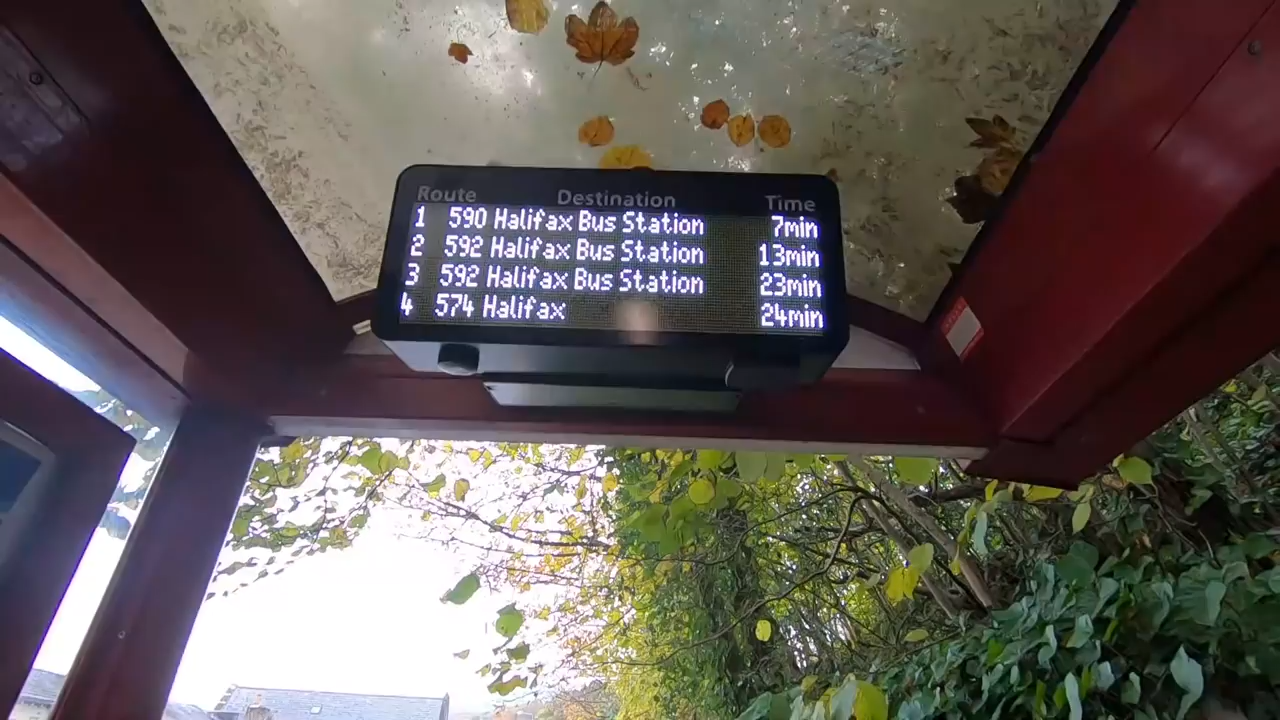 Route Destination Time
1 590 Halifax Bus Station 7min
2 592 Halifax Bus Station 13min
3 592 Halifax Bus Station 23min
4 574 Halifax 24min